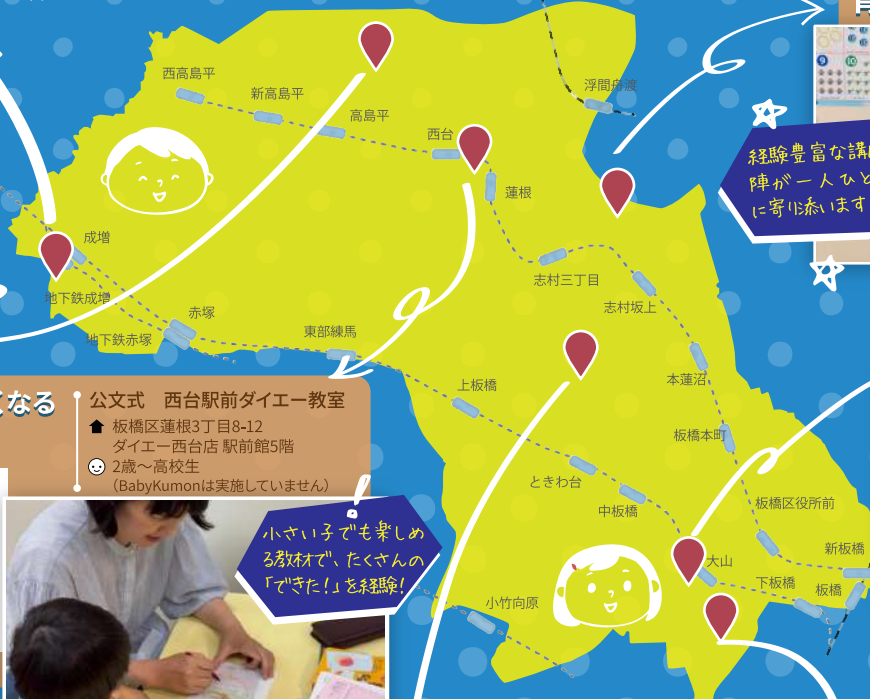 西高島平
新高島平
高島平
西台
浮間舟渡
蓮根
成増
地下鉄成増
赤塚
地下鉄赤塚
東部練馬
志村三丁目
志村坂上
本蓮沼
板橋本町
上板橋
ときわ台
中板橋
板橋区役所前
新板橋
大山
下板橋
板橋
小竹向原
経験豊富な講
陣が一人ひと
に寄り添います
くなる
公文式 西台駅前ダイエー教室
板橋区蓮根3丁目8-12
ダイエー西台店 駅前館5階
2歳〜高校生
（BabyKumonは実施していません）
小さい子でも楽しめ
る教材で、たくさんの
「できた!」を経験!
9 10